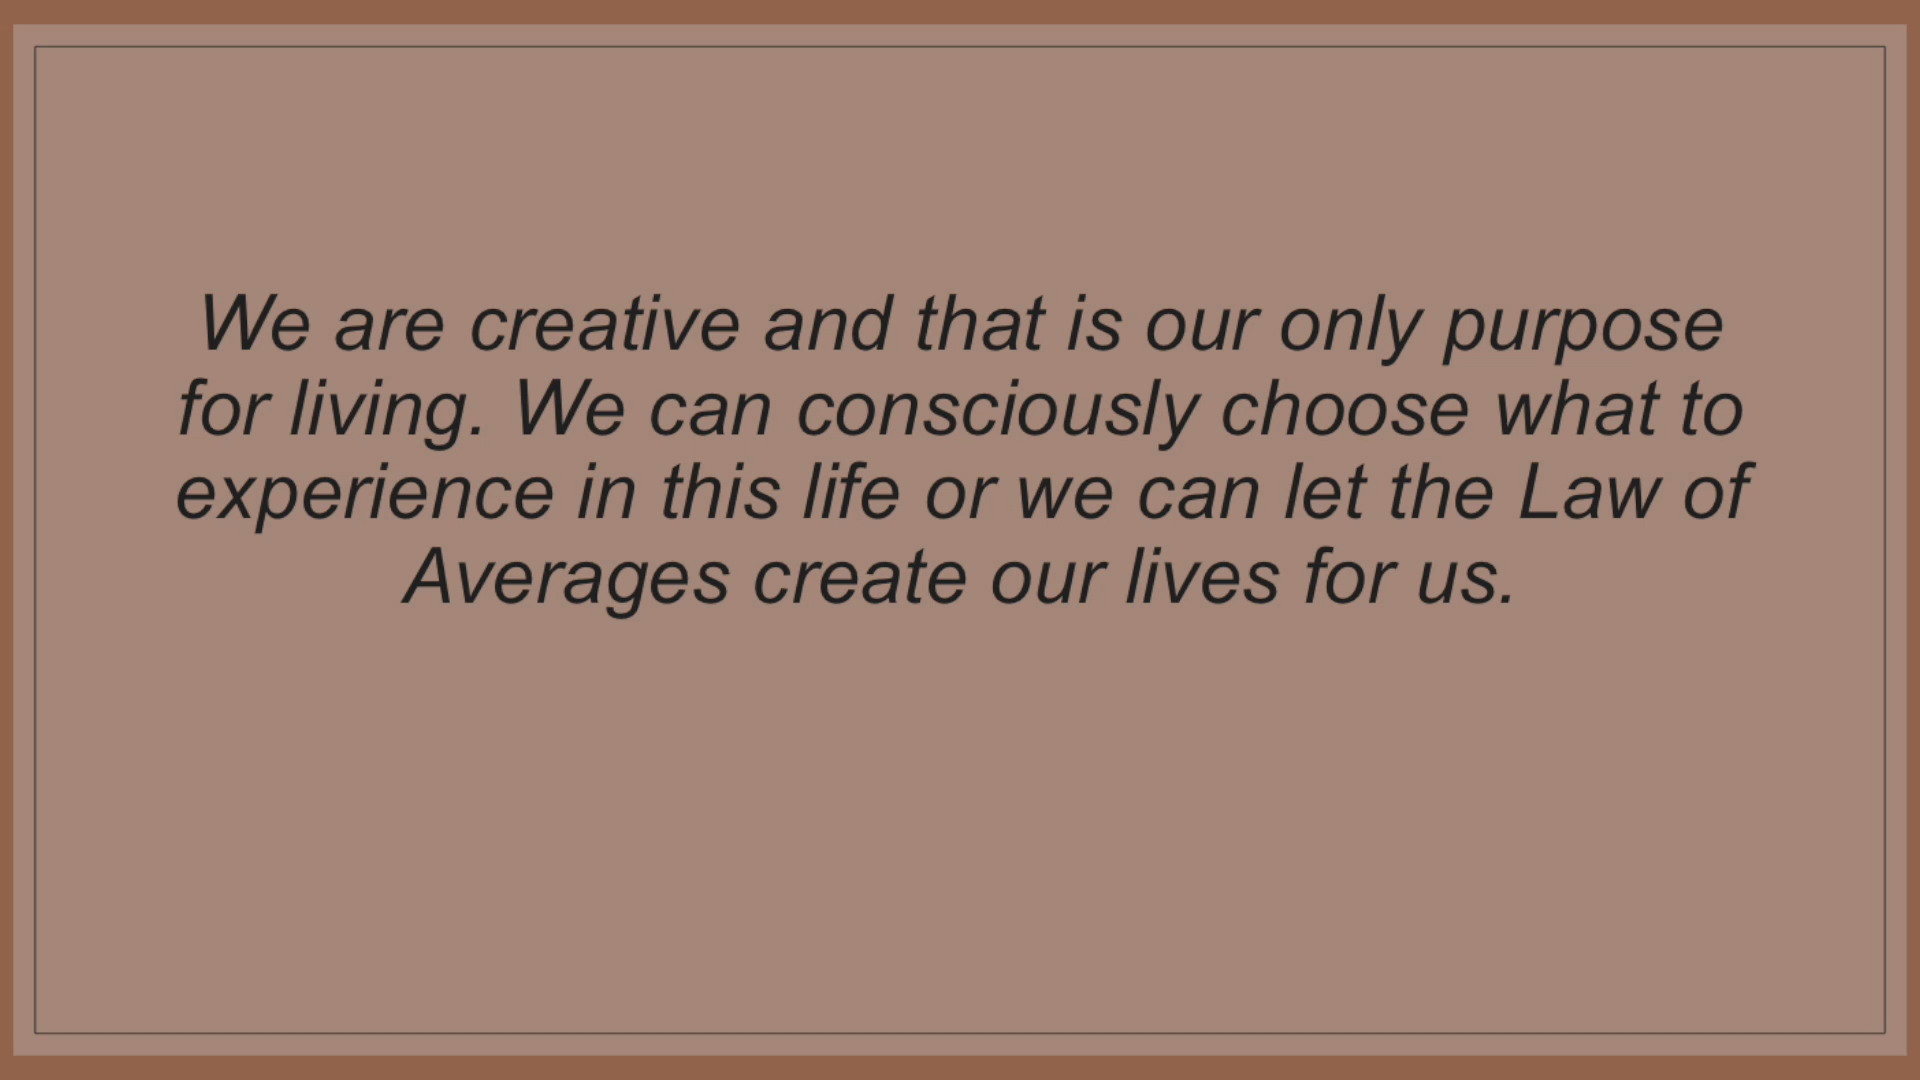 We are creative and that is our only purpose
for living. We can consciously choose what to
experience in this life or we can let the Law of
Averages create our lives for us.